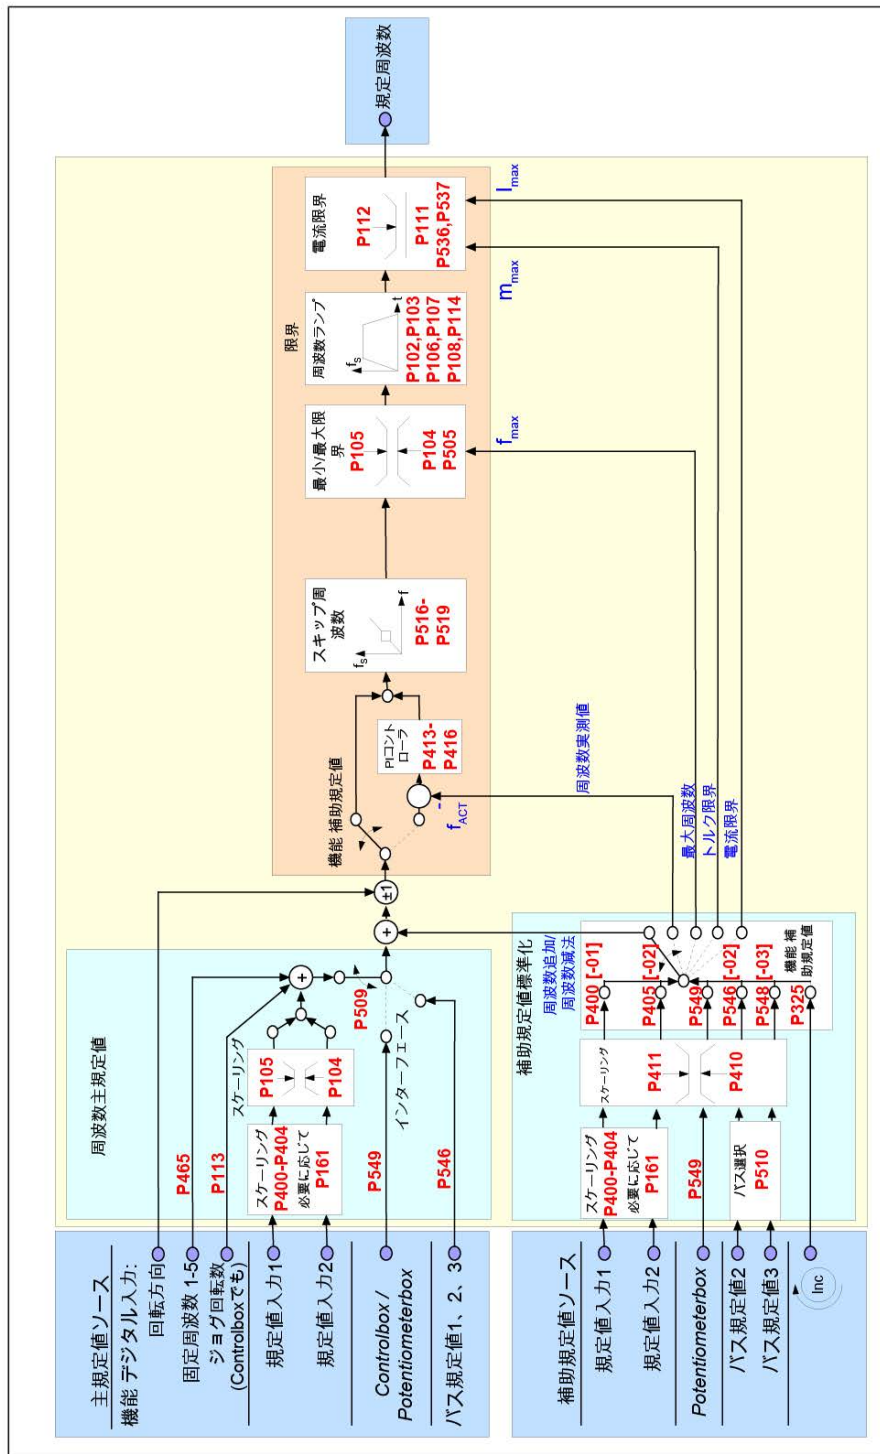 主規定値ソース
機能 デジタル入力:
回転方向
固定周波数 1-5
ジョグ回転数
(Controlboxでも)
規定値入力1
規定値入力2
Controlbox /
Potentiometerbox
バス規定値1、2、3
周波数主規定値
P465
P113
スケーリング
P400-P404
必要に応じて
P161
スケーリング
P105
P104
P509
P549
インターフェース
P546
補助規定値ソース
規定値入力1
規定値入力2
Potentiometerbox
バス規定値2
バス規定値3
Inc
補助規定値標準化
スケーリング
P400-P404
必要に応じて
P161
P549
バス選択
P510
スケーリング
P411
P410
周波数追加/
周波数減法
P400 [-01]
P405 [-02]
P549
P546 [-02]
P548 [-03]
P325
機能 補
助規定値
+
+
±1
機能 補助規定値
PIコント
ローラ
P413-
P416
-
fACT
周波数実測値
最大周波数
トルク限界
電流限界
スキップ周
波数
fs
f
P516-
P519
限界
最小/最大限
界
P105
P104
P505
fmax
周波数ランプ
fs
t
P102,P103
P106,P107
P108,P114
電流限界
P112
P111
P536,P537
mmax
Imax
規定周波数